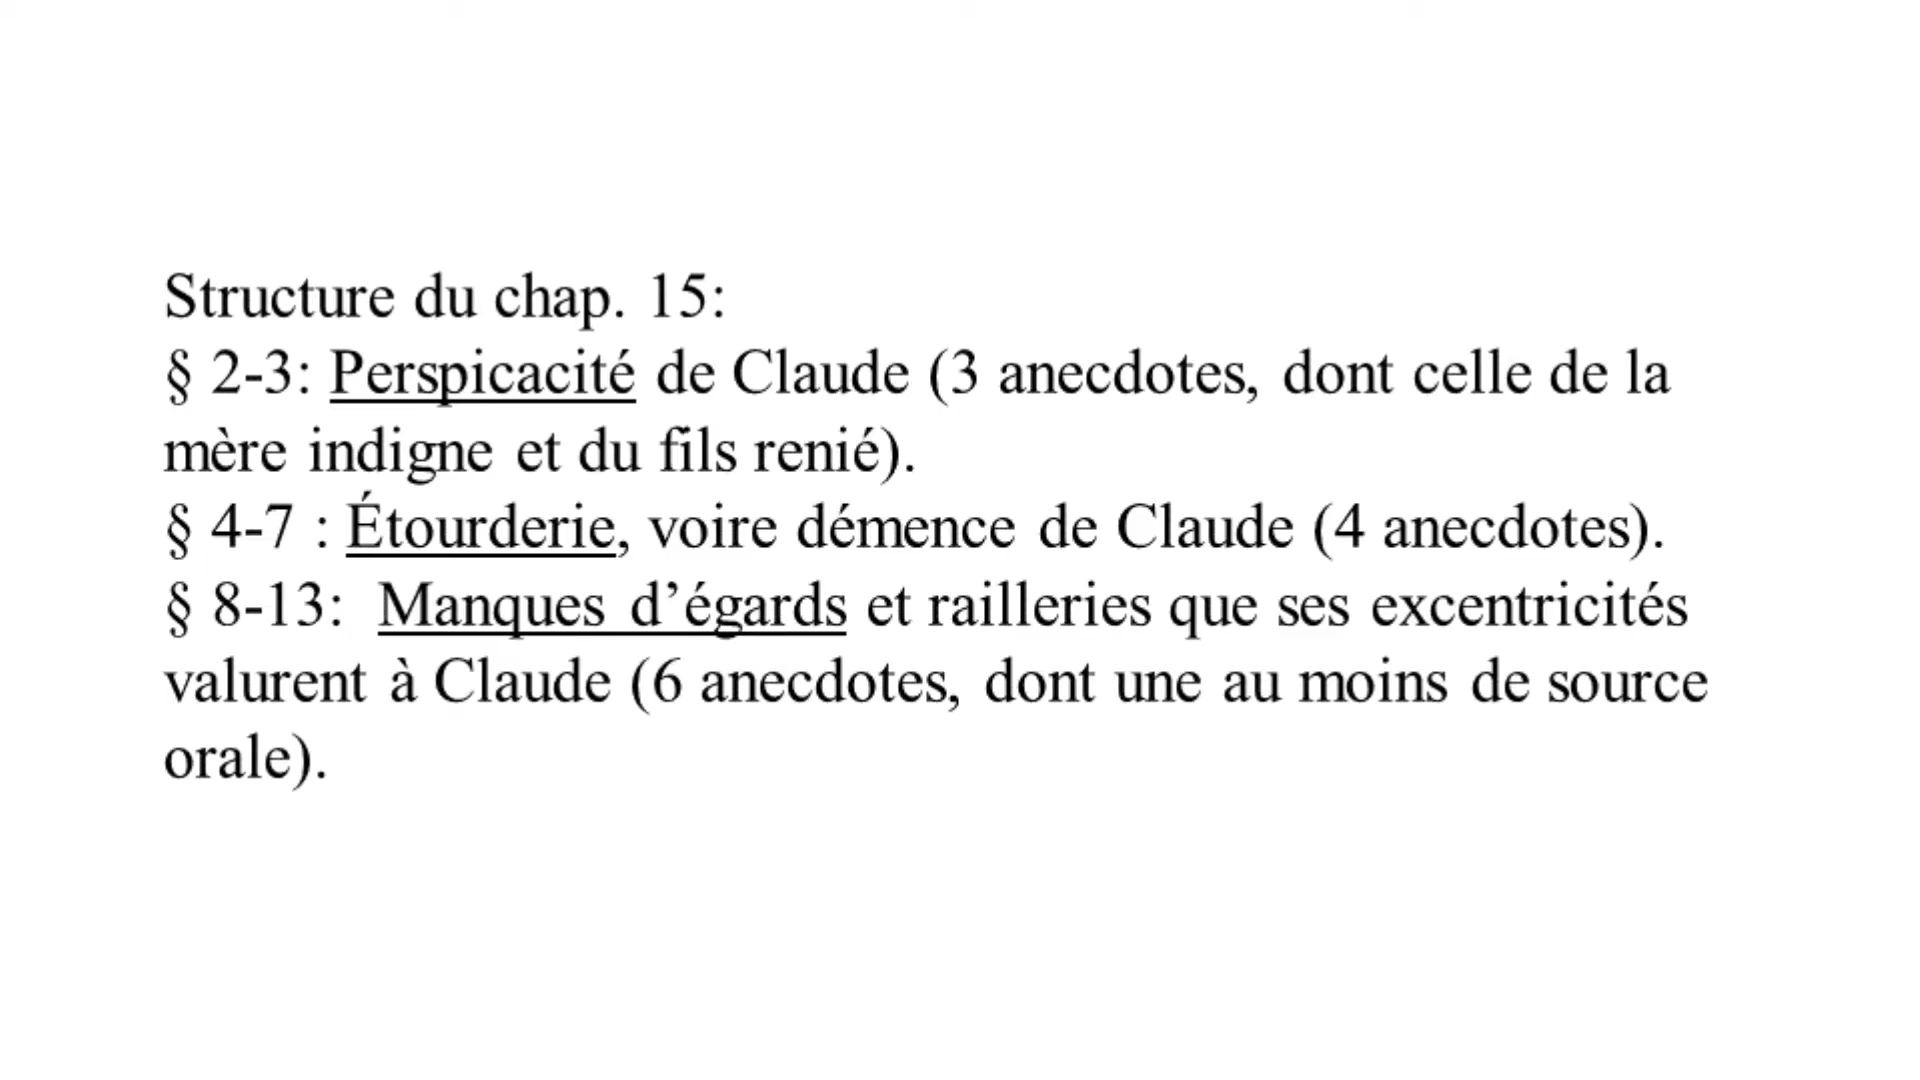 Structure du chap. 15:
§ 2-3: Perspicacité de Claude (3 anecdotes, dont celle de la
mère indigne et du fils renié).
§ 4-7 : Étourderie, voire démence de Claude (4 anecdotes).
§ 8-13: Manques d’égards et railleries que ses excentricités
valurent à Claude (6 anecdotes, dont une au moins de source
orale).